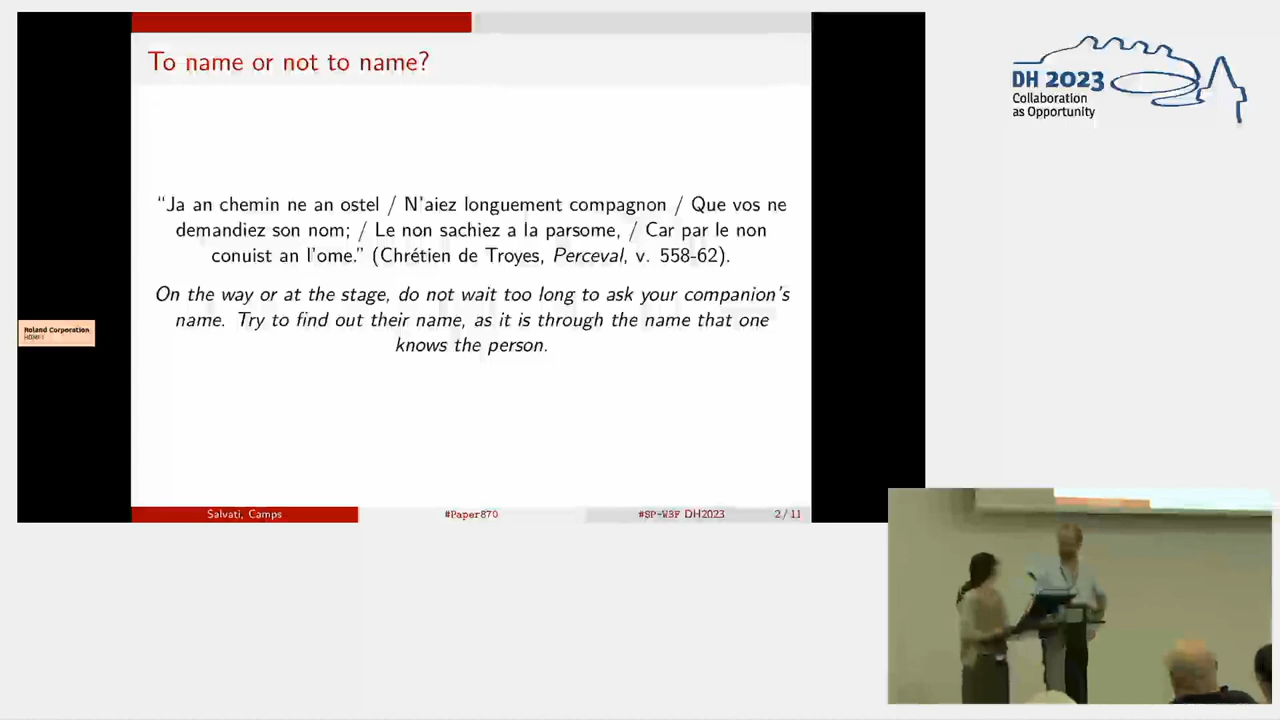 To name or not to name?
“Ja an chemin ne an ostel / N'aiez longuement compagnon / Que vos ne
demandiez son nom; / Le non sachiez a la parsome, / Car par le non
conuist an l'ome.” (Chrétien de Troyes, Perceval, v. 558-62).
On the way or at the stage, do not wait too long to ask your companion's
name. Try to find out their name, as it is through the name that one
knows the person.
Salvati, Camps
#Paper870
#SP-W3F DH2023
2/11
Roland Corporation
DH 2023
Collaboration
as Opportunity